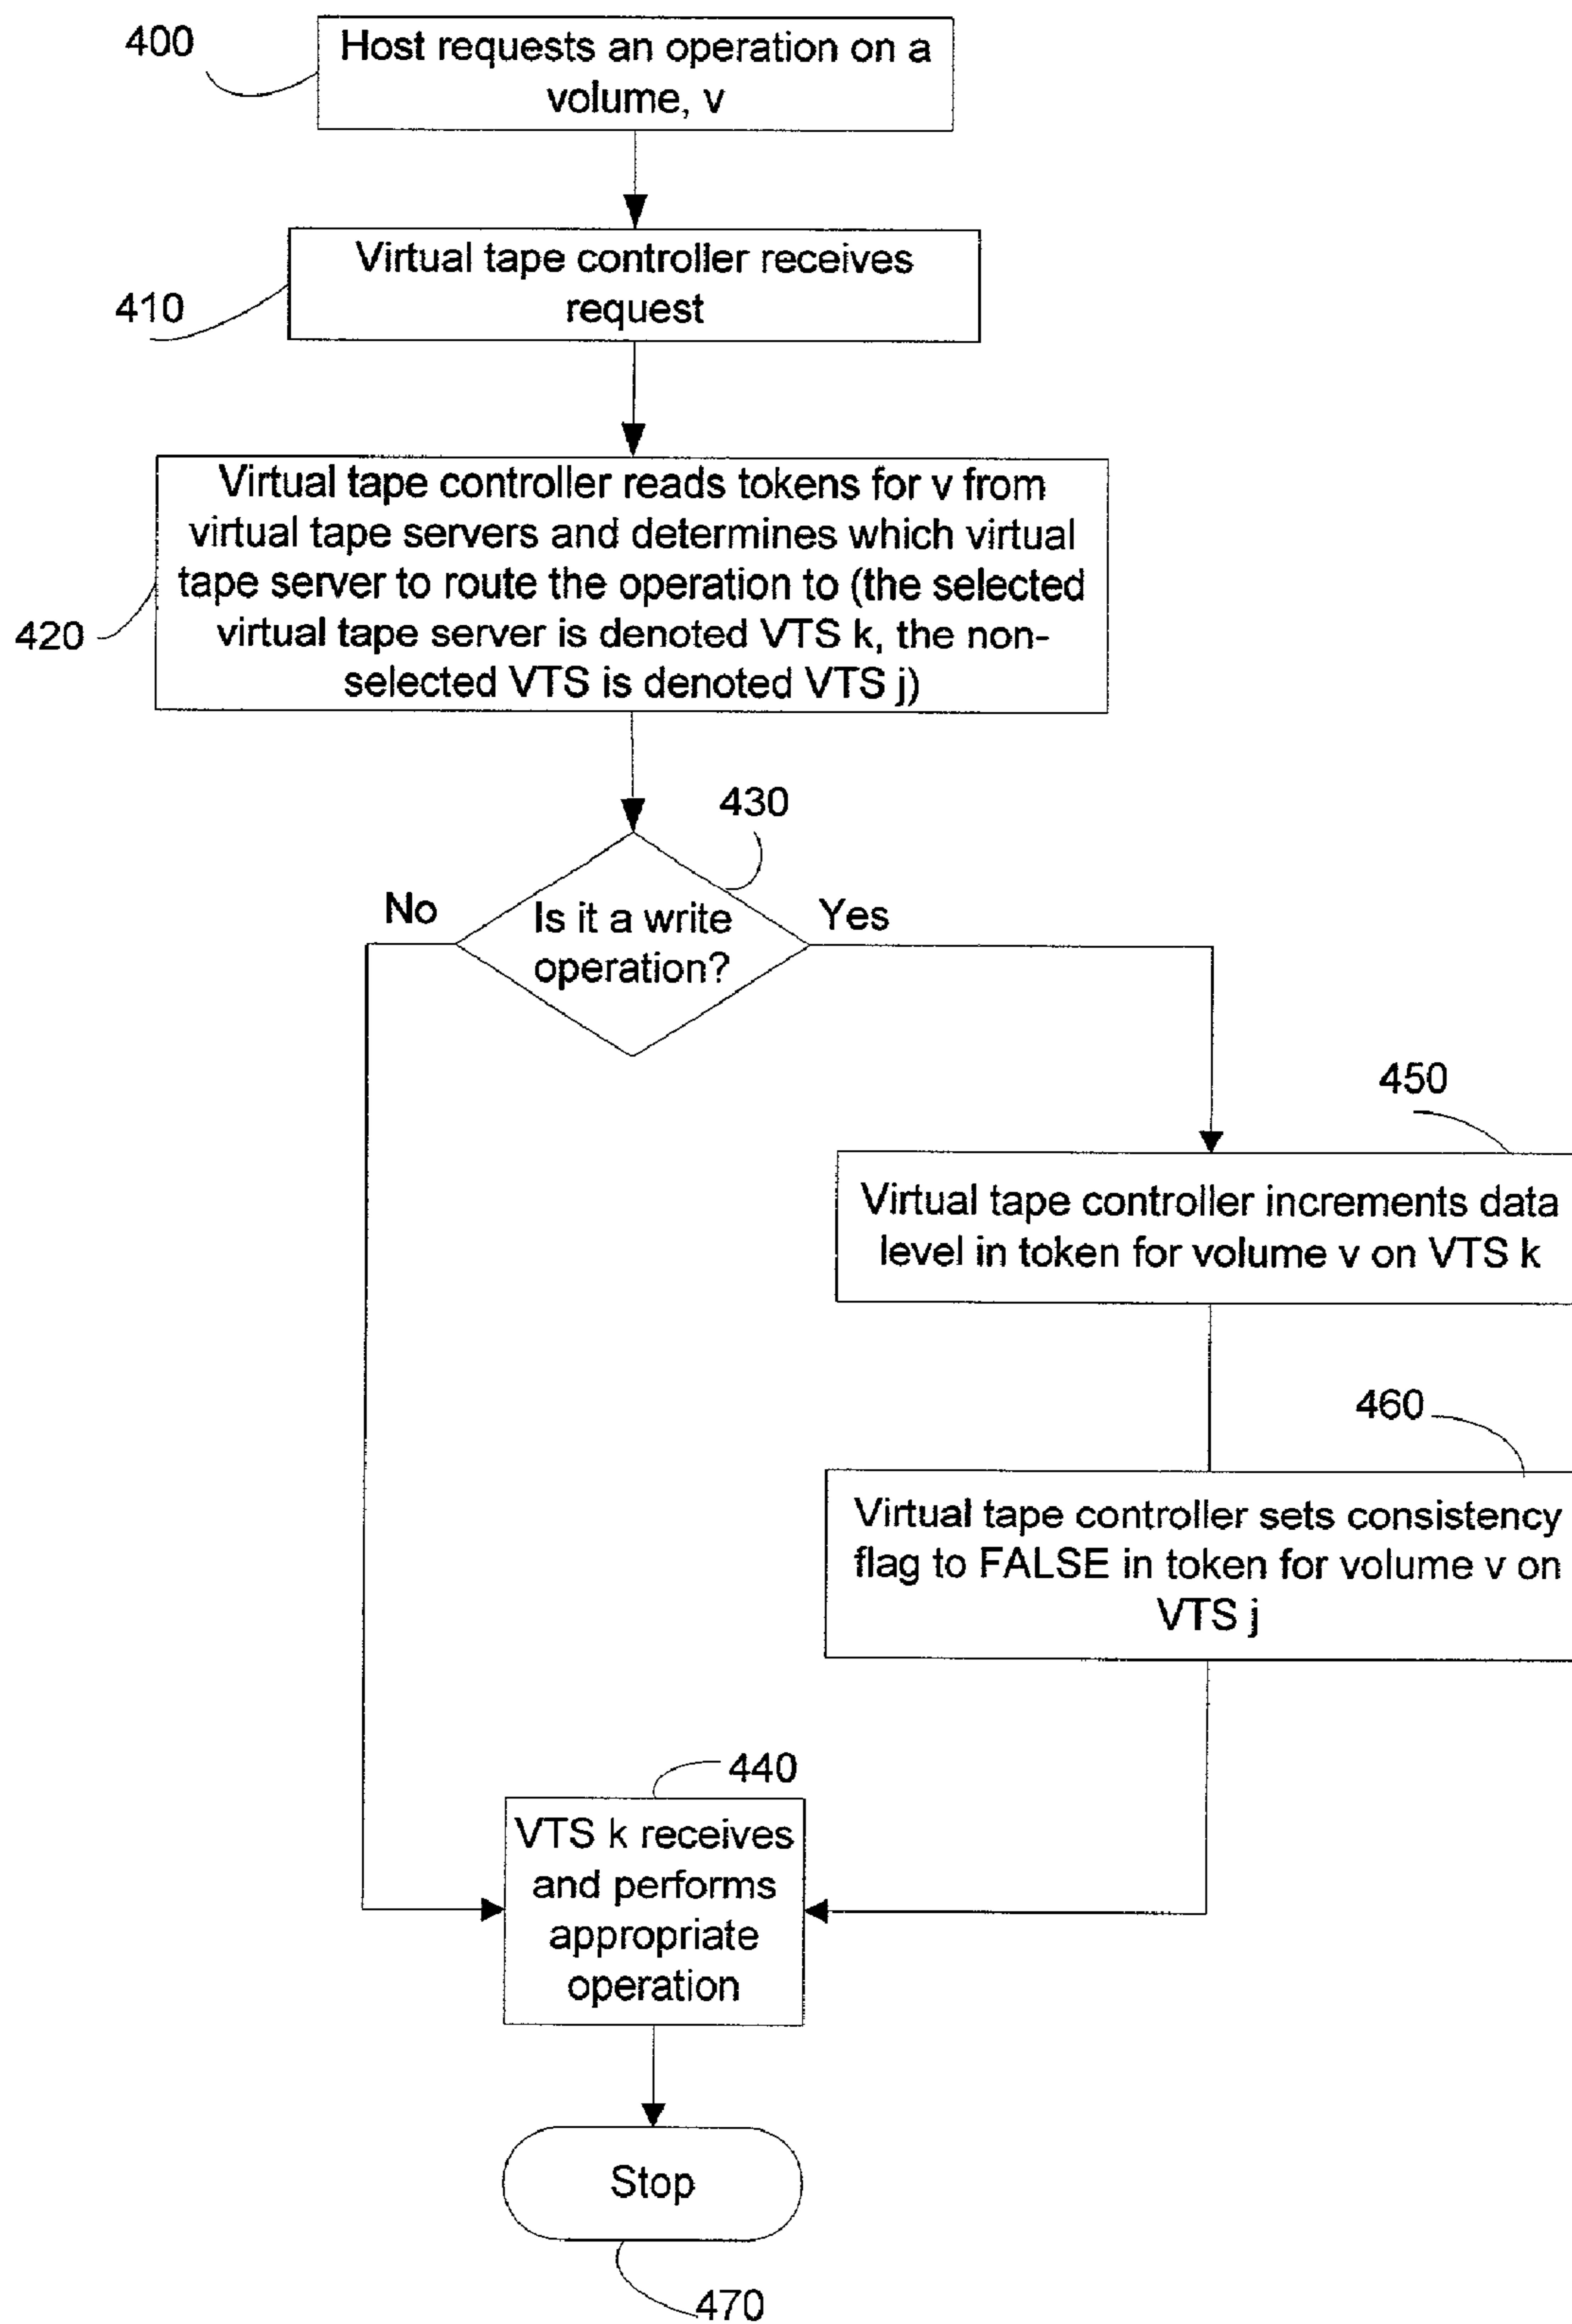 400
Host requests an operation on a
volume, v
Virtual tape controller receives
request
410
Virtual tape controller reads tokens for v from
virtual tape servers and determines which virtual
tape server to route the operation to (the selected
virtual tape server is denoted VTS k, the non-
selected VTS is denoted VTS j)
420
430
No
Is it a write
operation?
Yes
450
Virtual tape controller increments data
level in token for volume v on VTS k
460
Virtual tape controller sets consistency
flag to FALSE in token for volume v on
VTS j
440
VTS k receives
and performs
appropriate
operation
Stop
470